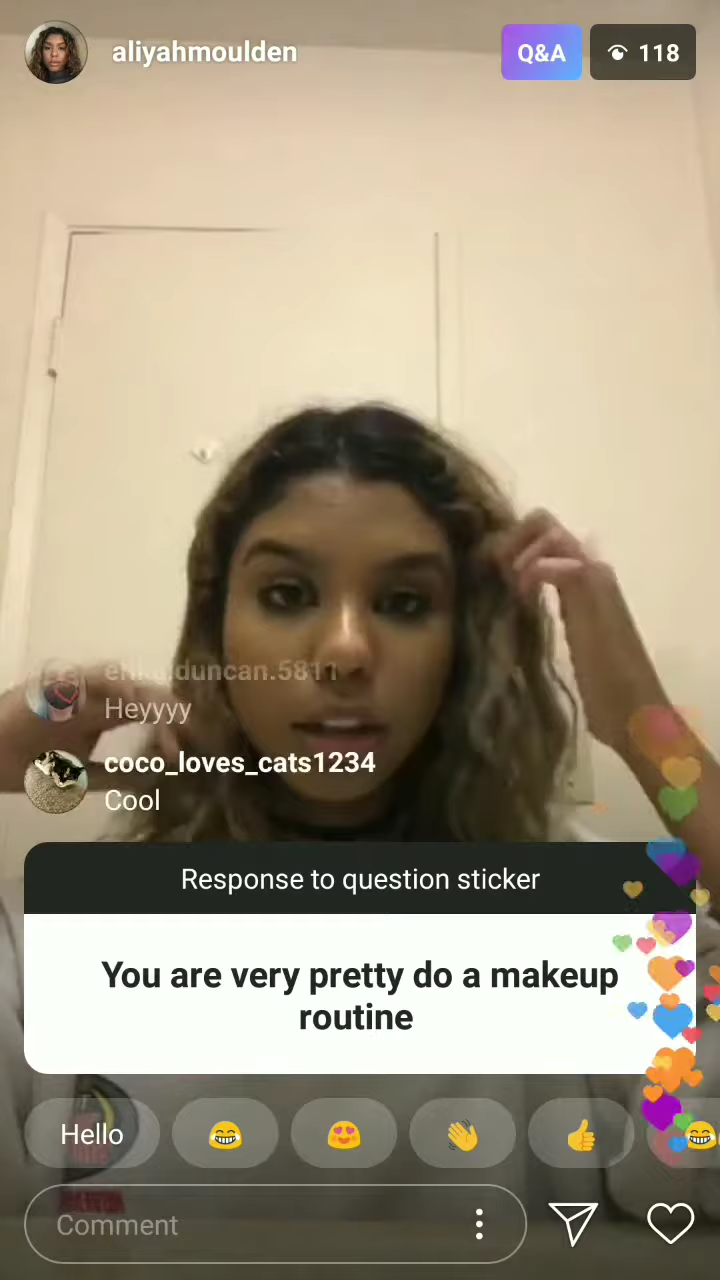 aliyahmoulden
Q&A
118
Heyyyy
coco_loves_cats1234
Cool
Response to question sticker
You are very pretty do a makeup
routine
Hello
Comment